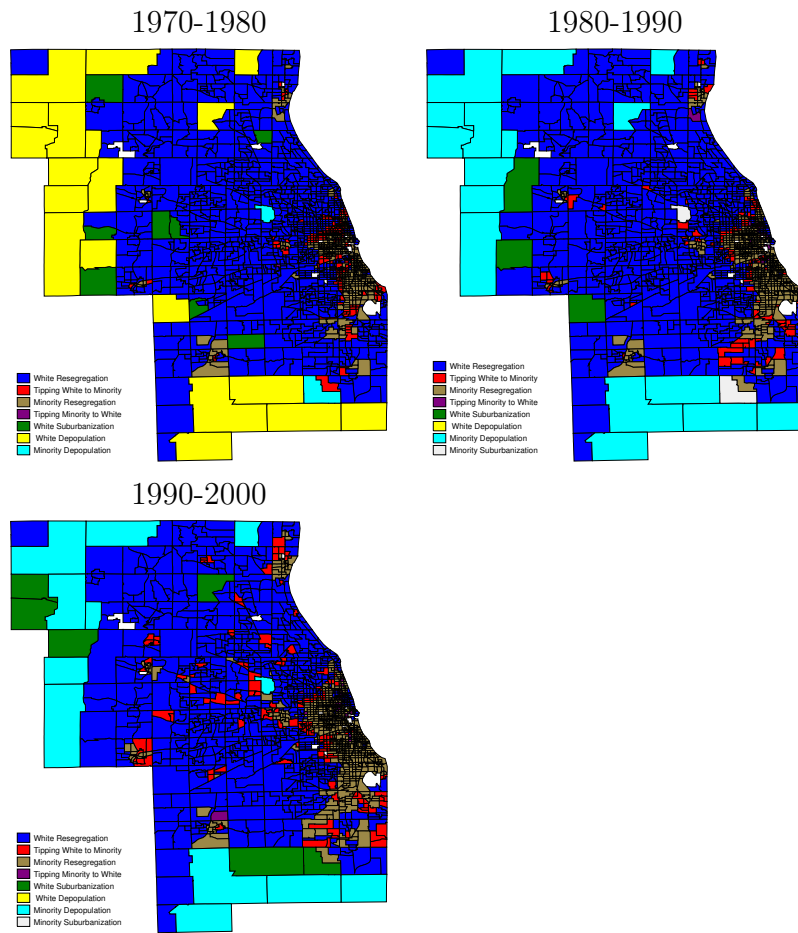 1970-1980
White Resegregation
Tipping White to Minority
Minority Resegregation
Tipping Minority to White
White Suburbanization
White Depopulation
Minority Depopulation
1980-1990
White Resegregation
Tipping White to Minority
Minority Resegregation
Tipping Minority to White
White Suburbanization
White Depopulation
Minority Depopulation
Minority Suburbanization
1990-2000
White Resegregation
Tipping White to Minority
Minority Resegregation
Tipping Minority to White
White Suburbanization
White Depopulation
Minority Depopulation
Minority Suburbanization